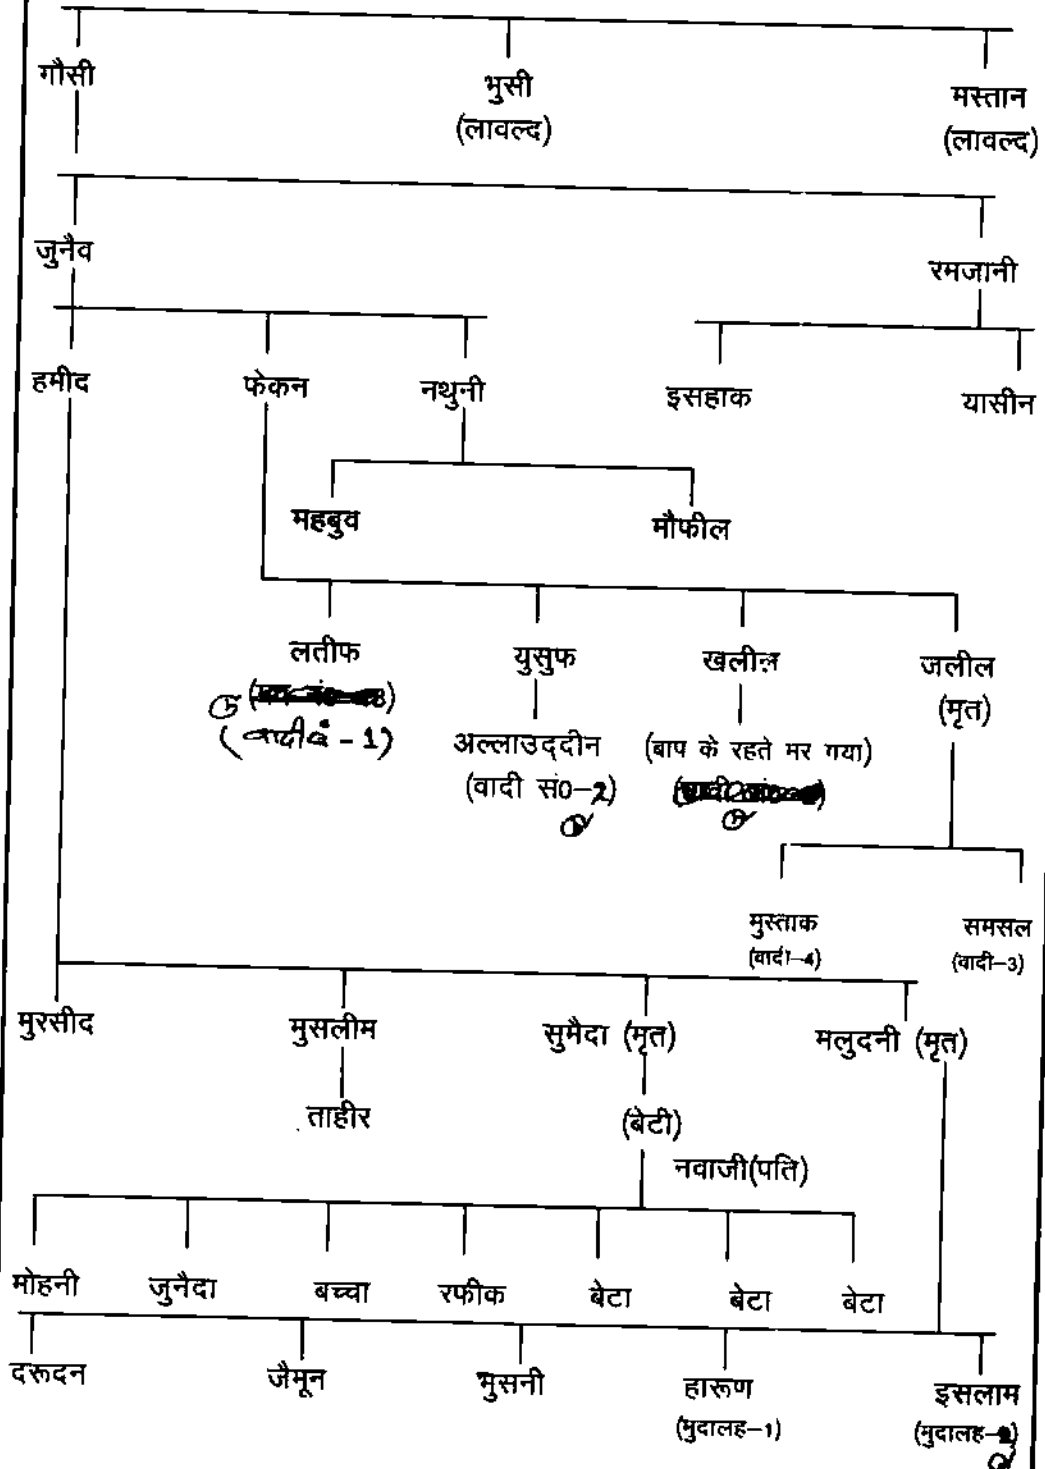 गौसी
भुसी
मस्तान
(लावल्द)
(लावल्द)
जुनैव
रमजानी
हमीद
फेकन
नथुनी
इसहाक
यासीन
महबुव
मौफील
लतीफ
युसुफ
खलील
जलील
(मृत)
(वादी सं - 1)
अल्लाउद्दीन
(बाप के रहते मर गया)
(वादी सं0-2)
मुस्ताक
समसल
(वादी-4)
(वादी-3)
मुरसीद
मुसलीम
सुमैदा (मृत)
मलुदनी (मृत)
ताहीर
(बेटी)
नवाजी(पति)
मोहनी
जुनैदा
बच्चा
रफीक
बेटा
बेटा
बेटा
दरूदन
जैमून
मुसनी
हारूण
इसलाम
(मुदालह-1)
(मुदालह-2)